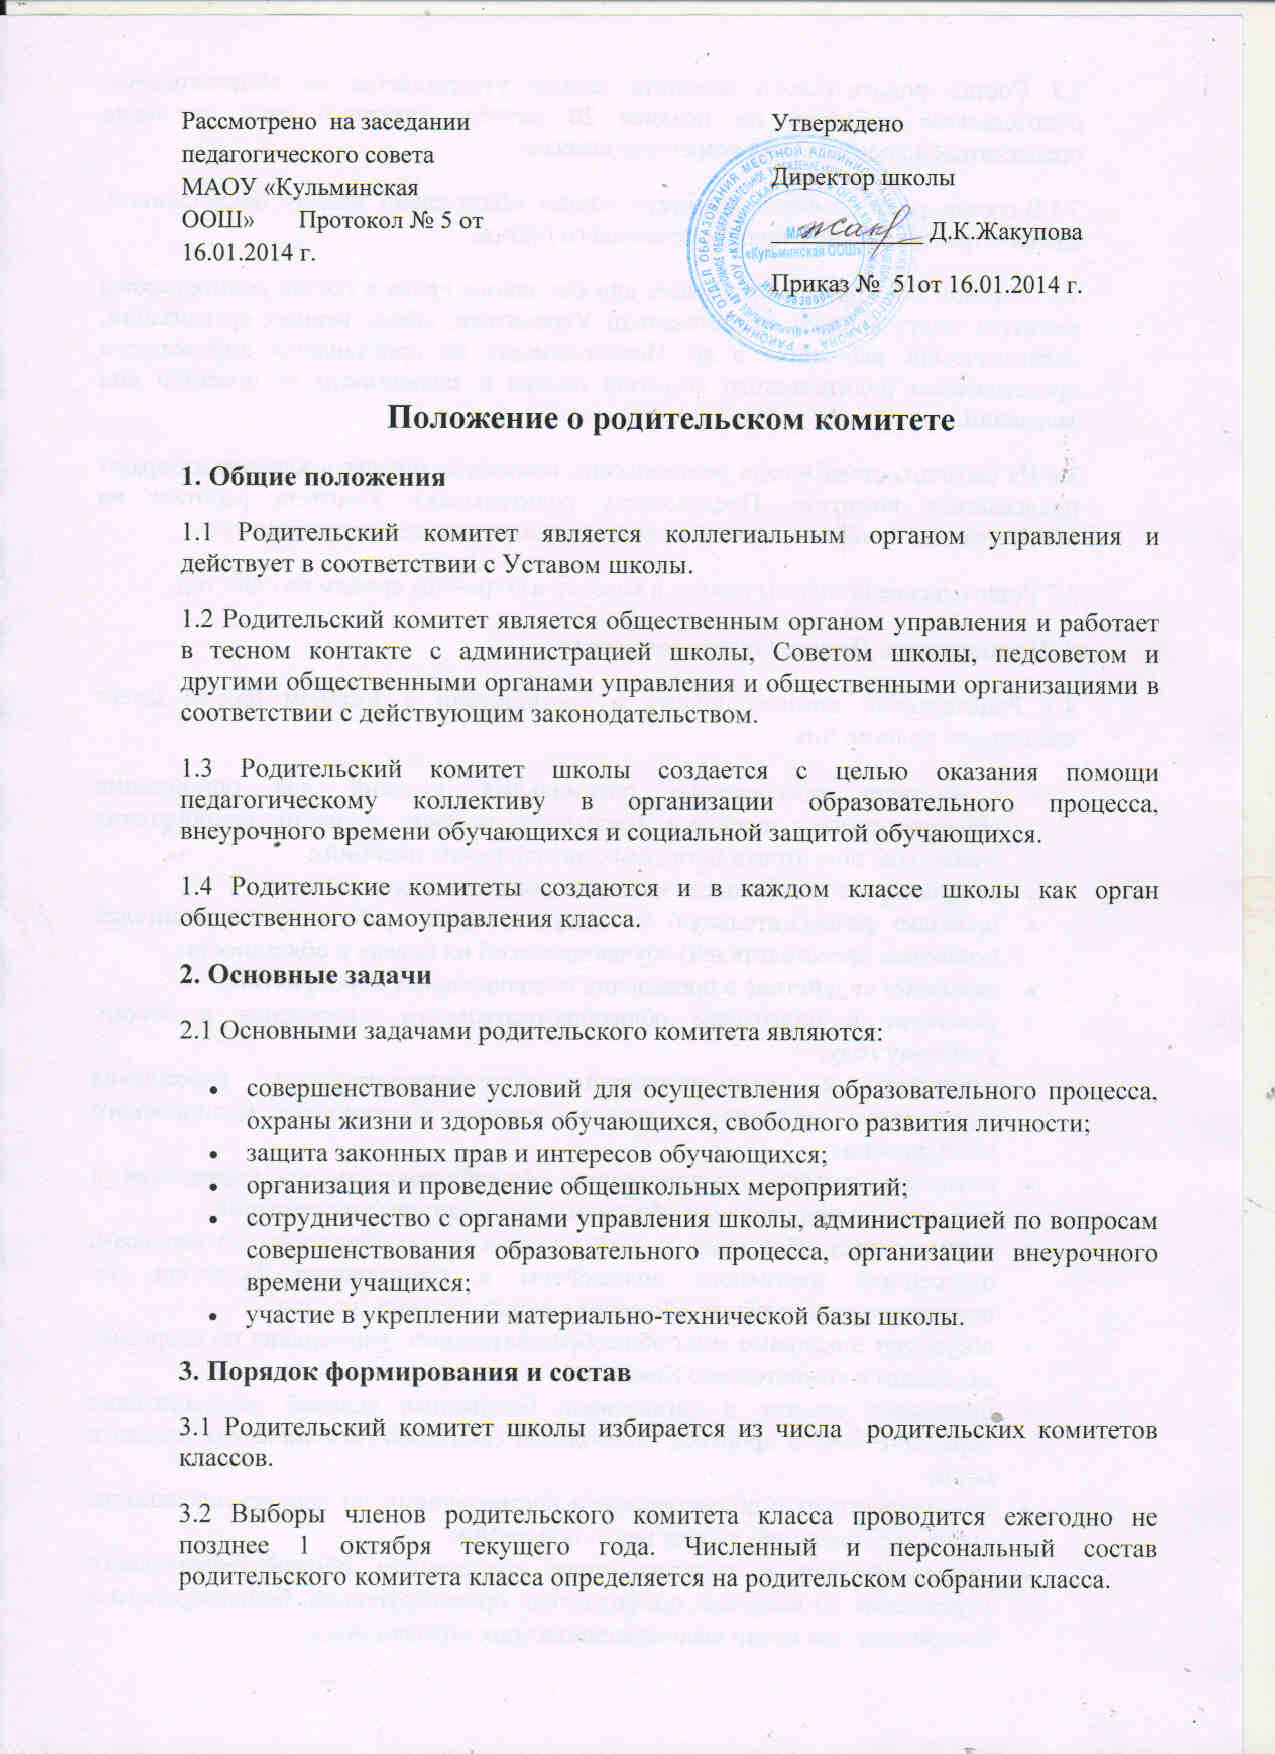 Рассмотрено на заседании
педагогического совета
МАОУ «Кульминская
ООШ» Протокол № 5 от
16.01.2014 г.
Утверждено
Директор школы
Д.К.Жакупова
Приказ № 51от 16.01.2014 г.
«Кульминская ООШ»
Положение о родительском комитете
1. Общие положения
1.1 Родительский комитет является коллегиальным органом управления и
действует в соответствии с Уставом школы.
1.2 Родительский комитет является общественным органом управления и работает
в тесном контакте с администрацией школы, Советом школы, педсоветом и
другими общественными органами управления и общественными организациями в
соответствии с действующим законодательством.
1.3 Родительский комитет школы создается с целью оказания помощи
педагогическому коллективу в организации образовательного процесса,
внеурочного времени обучающихся и социальной защитой обучающихся.
1.4 Родительские комитеты создаются и в каждом классе школы как орган
общественного самоуправления класса.
2. Основные задачи
2.1 Основными задачами родительского комитета являются:
• совершенствование условий для осуществления образовательного процесса,
охраны жизни и здоровья обучающихся, свободного развития личности;
• защита законных прав и интересов обучающихся;
• организация и проведение общешкольных мероприятий;
• сотрудничество с органами управления школы, администрацией по вопросам
совершенствования образовательного процесса, организации внеурочного
времени учащихся;
• участие в укреплении материально-технической базы школы.
3. Порядок формирования и состав
3.1 Родительский комитет школы избирается из числа родительских комитетов
классов.
3.2 Выборы членов родительского комитета класса проводится ежегодно не
позднее 1 октября текущего года. Численный и персональный состав
родительского комитета класса определяется на родительском собрании класса.